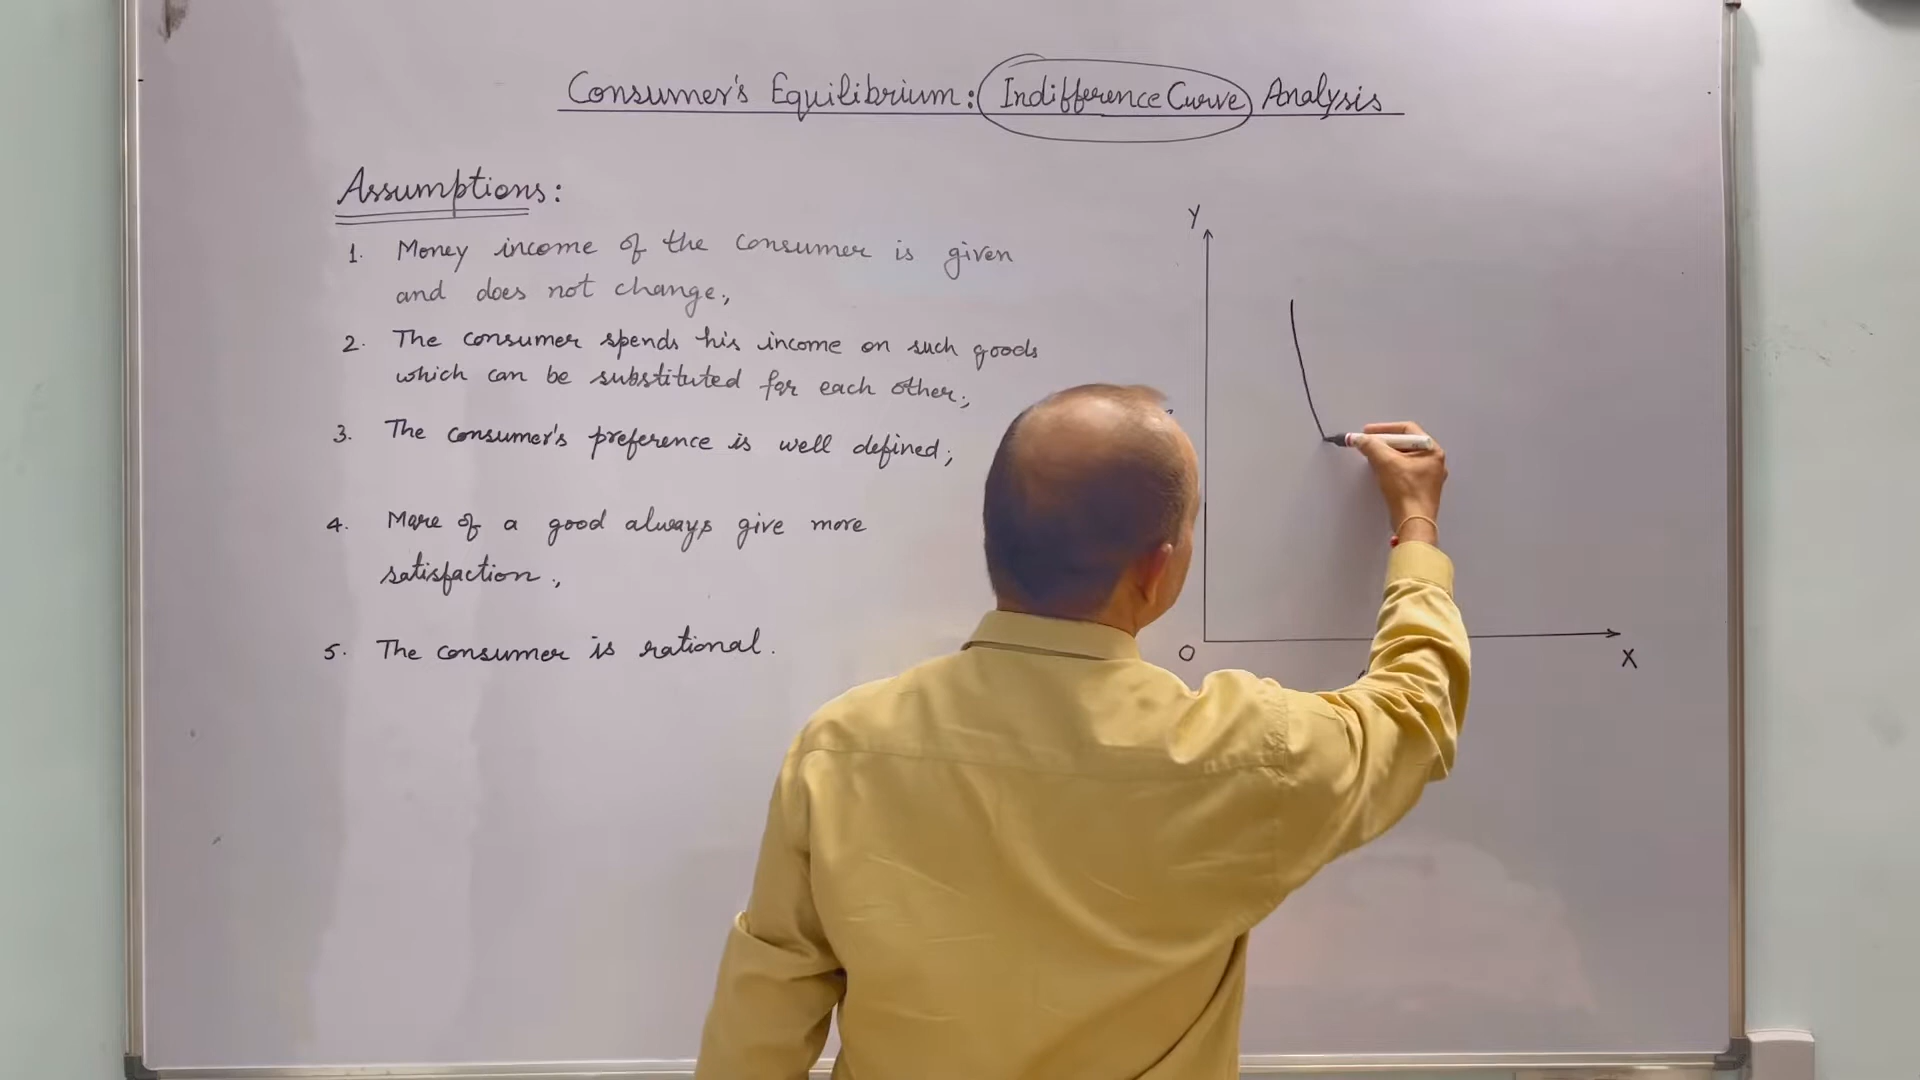 Consumer's Equilibrium: Indifference Curve Analysis
Assumptions:
1. Money income of the consumer is given
and does not change;
2. The consumer spends his income on such goods
which can be substituted for each other;
3. The consumer's preference is well defined;
4. More of a good always give more
satisfaction;
5. The consumer is rational.
Y
O
X